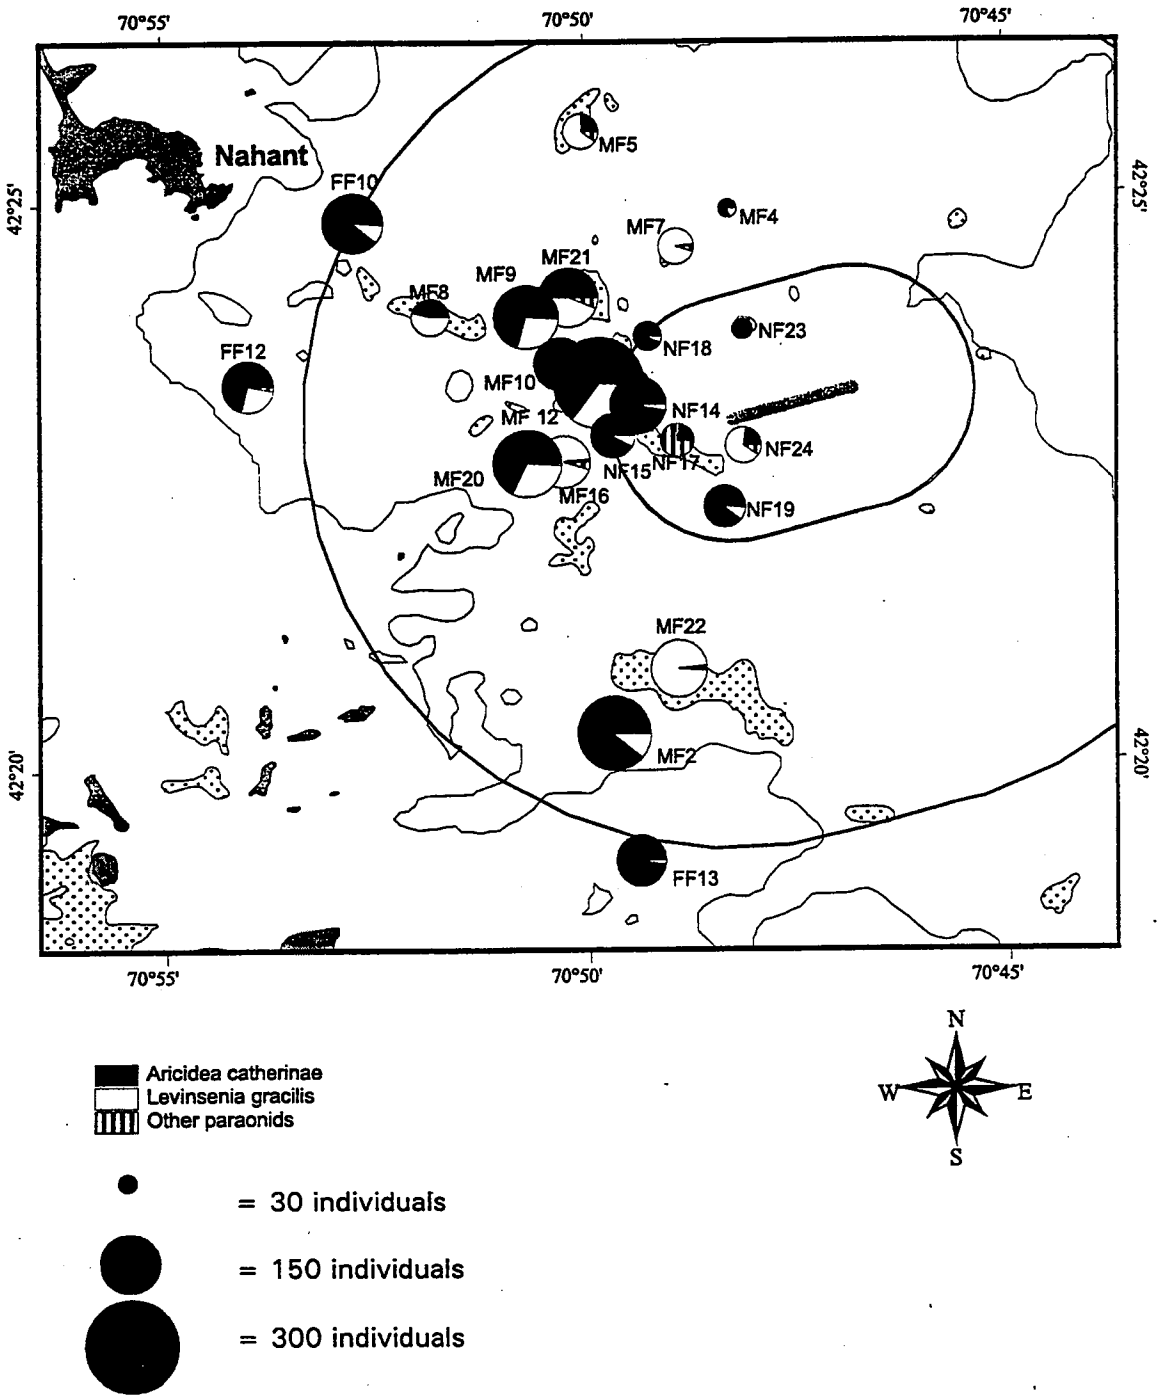 70°55'
70°50'
70°45'
42°25'
42°25'
42°20'
42°20'
Nahant
MF5
FF10
MF4
MF7
MF21
MF9
MF8
NF23
NF18
FF12
MF10
NF14
MF 12
NF24
NF15
NF17
MF20
MF16
NF19
MF22
MF2
FF13
70°55'
70°50'
70°45'
N
W
E
S
Aricidea catherinae
Levinsenia gracilis
Other paraonids
= 30 individuals
= 150 individuals
= 300 individuals